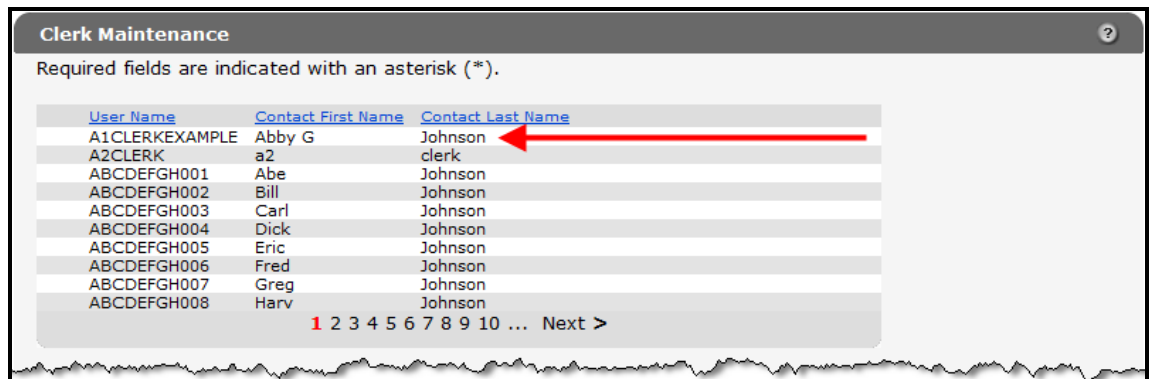 Clerk Maintenance ?
Required fields are indicated with an asterisk (*).
User Name Contact First Name Contact Last Name
A1CLERKEXAMPLE Abby G Johnson
A2CLERK a2 clerk
ABCDEFGH001 Abe Johnson
ABCDEFGH002 Bill Johnson
ABCDEFGH003 Carl Johnson
ABCDEFGH004 Dick Johnson
ABCDEFGH005 Eric Johnson
ABCDEFGH006 Fred Johnson
ABCDEFGH007 Greg Johnson
ABCDEFGH008 Harv Johnson
1 2 3 4 5 6 7 8 9 10 ... Next >